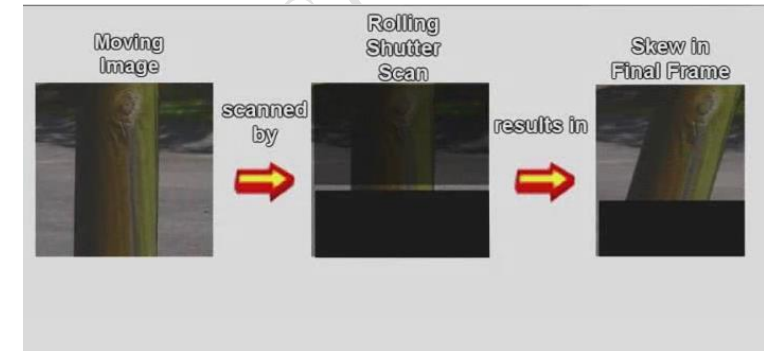 Moving
Image
scanned
by
Rolling
Shutter
Scan
results in
Skew in
Final Frame